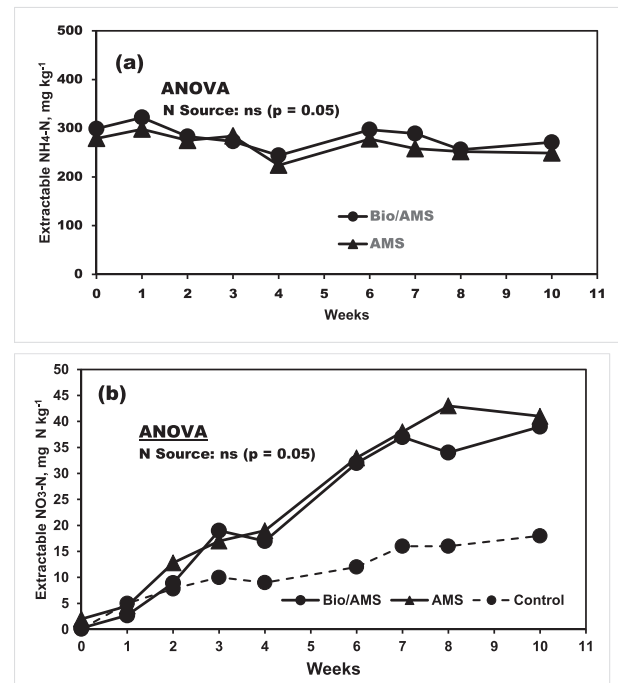 500
(a)
ANOVA
400
N Source: ns (p = 0.05)
300
200
Bio/AMS
100
AMS
0
Extractable NH4-N, mg kg-1
0 1 2 3 4 6 7 8 9 10 11
Weeks
50
(b)
45
40
ANOVA
35
N Source: ns (p = 0.05)
30
25
20
15
10
5
Bio/AMS AMS Control
0
Extractable NO3-N, mg N kg-1
0 1 2 3 4 5 6 7 8 9 10 11
Weeks